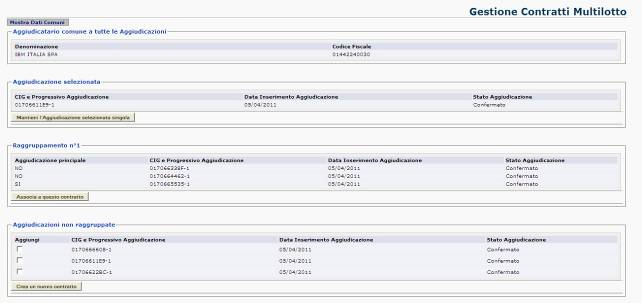 Gestione Contratti Multilotto
Mostra Dati Comuni
Aggiudicatario comune a tutte le Aggiudicazioni
Denominazione Codice Fiscale
IBM ITALIA SPA 01442240030
Aggiudicazione selezionata
CIG e Progressivo Aggiudicazione Data Inserimento Aggiudicazione Stato Aggiudicazione
01706611E9-1 05/04/2011 Confermato
Mantieni l'Aggiudicazione selezionata singola
Raggruppamento n°1
Aggiudicazione principale CIG e Progressivo Aggiudicazione Data Inserimento Aggiudicazione Stato Aggiudicazione
NO 017066328F-1 05/04/2011 Confermato
NO 0170664462-1 05/04/2011 Confermato
SI 0170665535-1 05/04/2011 Confermato
Associa a questo contratto
Aggiudicazioni non raggruppate
Aggiungi CIG e Progressivo Aggiudicazione Data Inserimento Aggiudicazione Stato Aggiudicazione
0170666608-1 05/04/2011 Confermato
01706611E9-1 05/04/2011 Confermato
01706622BC-1 05/04/2011 Confermato
Crea un nuovo contratto